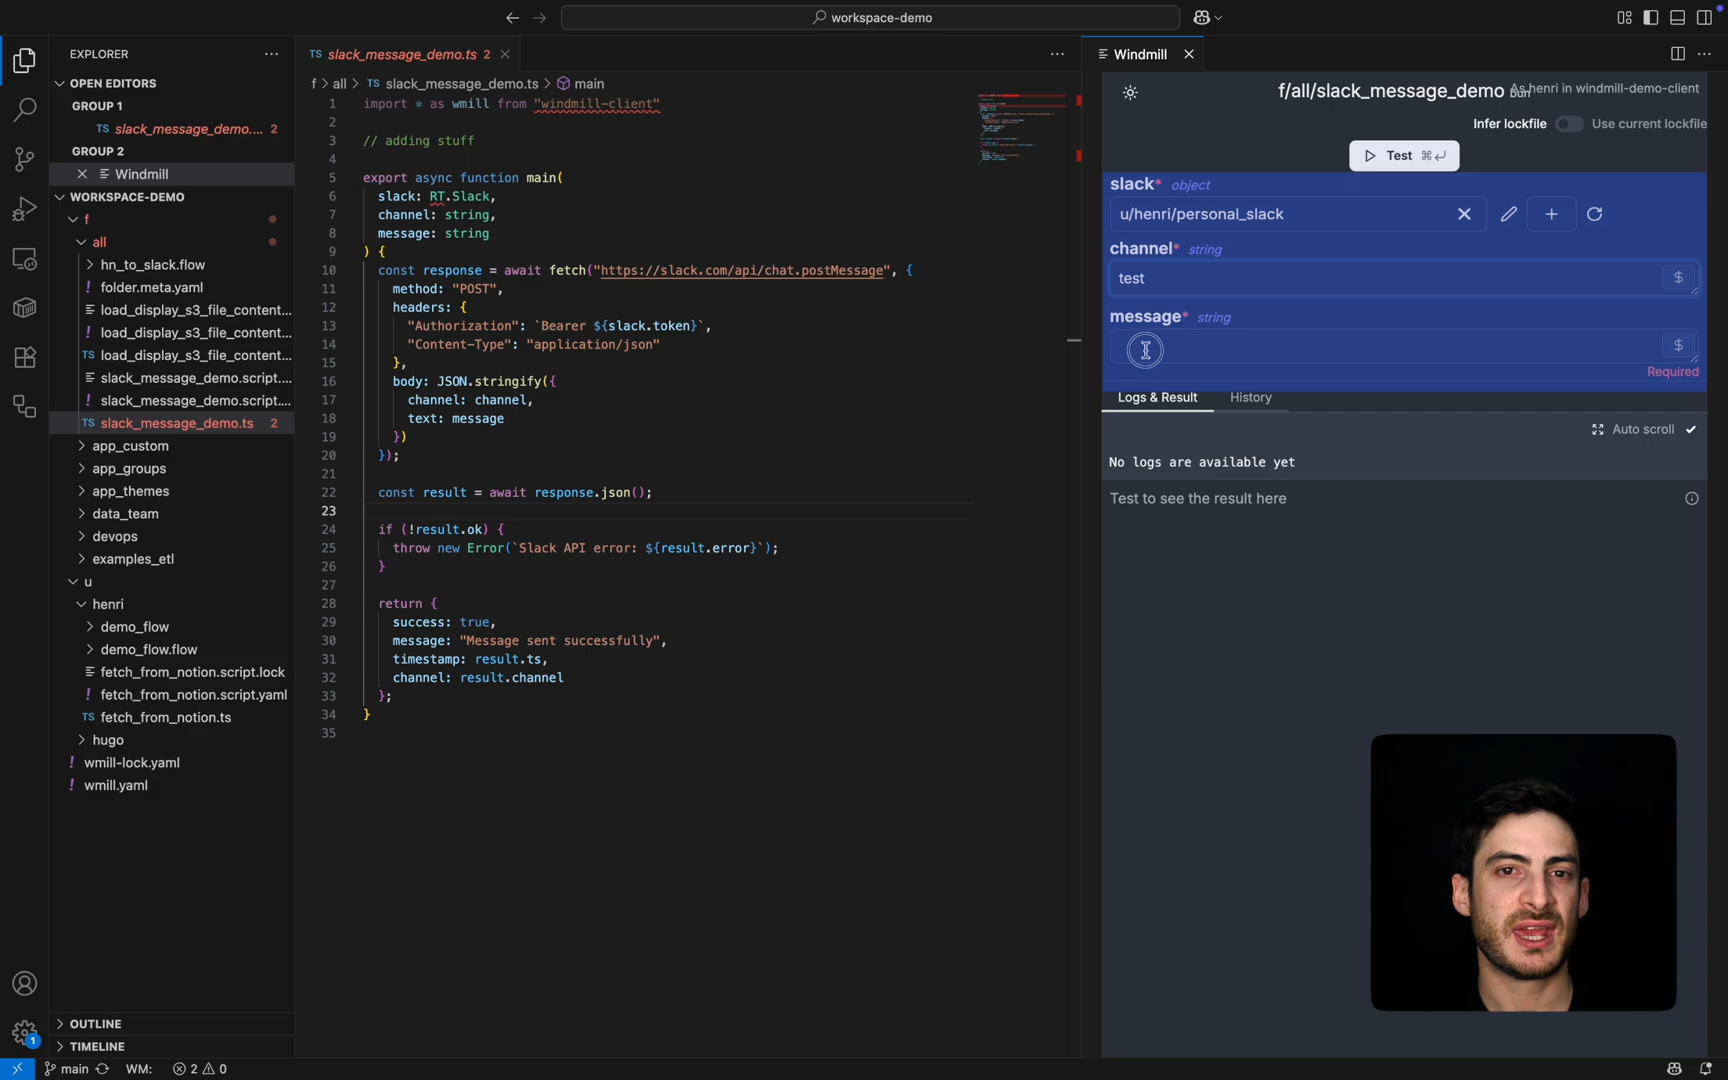 workspace-demo
EXPLORER
OPEN EDITORS
GROUP 1
TS slack_message_demo.... 2
GROUP 2
Windmill
WORKSPACE-DEMO
f
all
hn_to_slack.flow
! folder.meta.yaml
load_display_s3_file_content...
! load_display_s3_file_content...
TS load_display_s3_file_content...
slack_message_demo.script....
! slack_message_demo.script....
TS slack_message_demo.ts 2
app_custom
app_groups
app_themes
data_team
devops
examples_etl
u
henri
demo_flow
demo_flow.flow
fetch_from_notion.script.lock
! fetch_from_notion.script.yaml
TS fetch_from_notion.ts
hugo
! wmill-lock.yaml
! wmill.yaml
OUTLINE
TIMELINE
TS slack_message_demo.ts 2
f > all > TS slack_message_demo.ts > main
1 import * as wmill from "windmill-client"
2
3 // adding stuff
4
5 export async function main(
6 slack: RT.Slack,
7 channel: string,
8 message: string
9 ) {
10 const response = await fetch("https://slack.com/api/chat.postMessage", {
11 method: "POST",
12 headers: {
13 "Authorization": `Bearer ${slack.token}`,
14 "Content-Type": "application/json"
15 },
16 body: JSON.stringify({
17 channel: channel,
18 text: message
19 })
20 });
21
22 const result = await response.json();
23
24 if (!result.ok) {
25 throw new Error(`Slack API error: ${result.error}`);
26 }
27
28 return {
29 success: true,
30 message: "Message sent successfully",
31 timestamp: result.ts,
32 channel: result.channel
33 };
34 }
35
Windmill
f/all/slack_message_demo bun
As henri in windmill-demo-client
Infer lockfile Use current lockfile
Test ⌘↵
slack* object
u/henri/personal_slack
channel* string
test $
message* string
$
Required
Logs & Result History
Auto scroll
No logs are available yet
Test to see the result here
1
main WM: 2 0